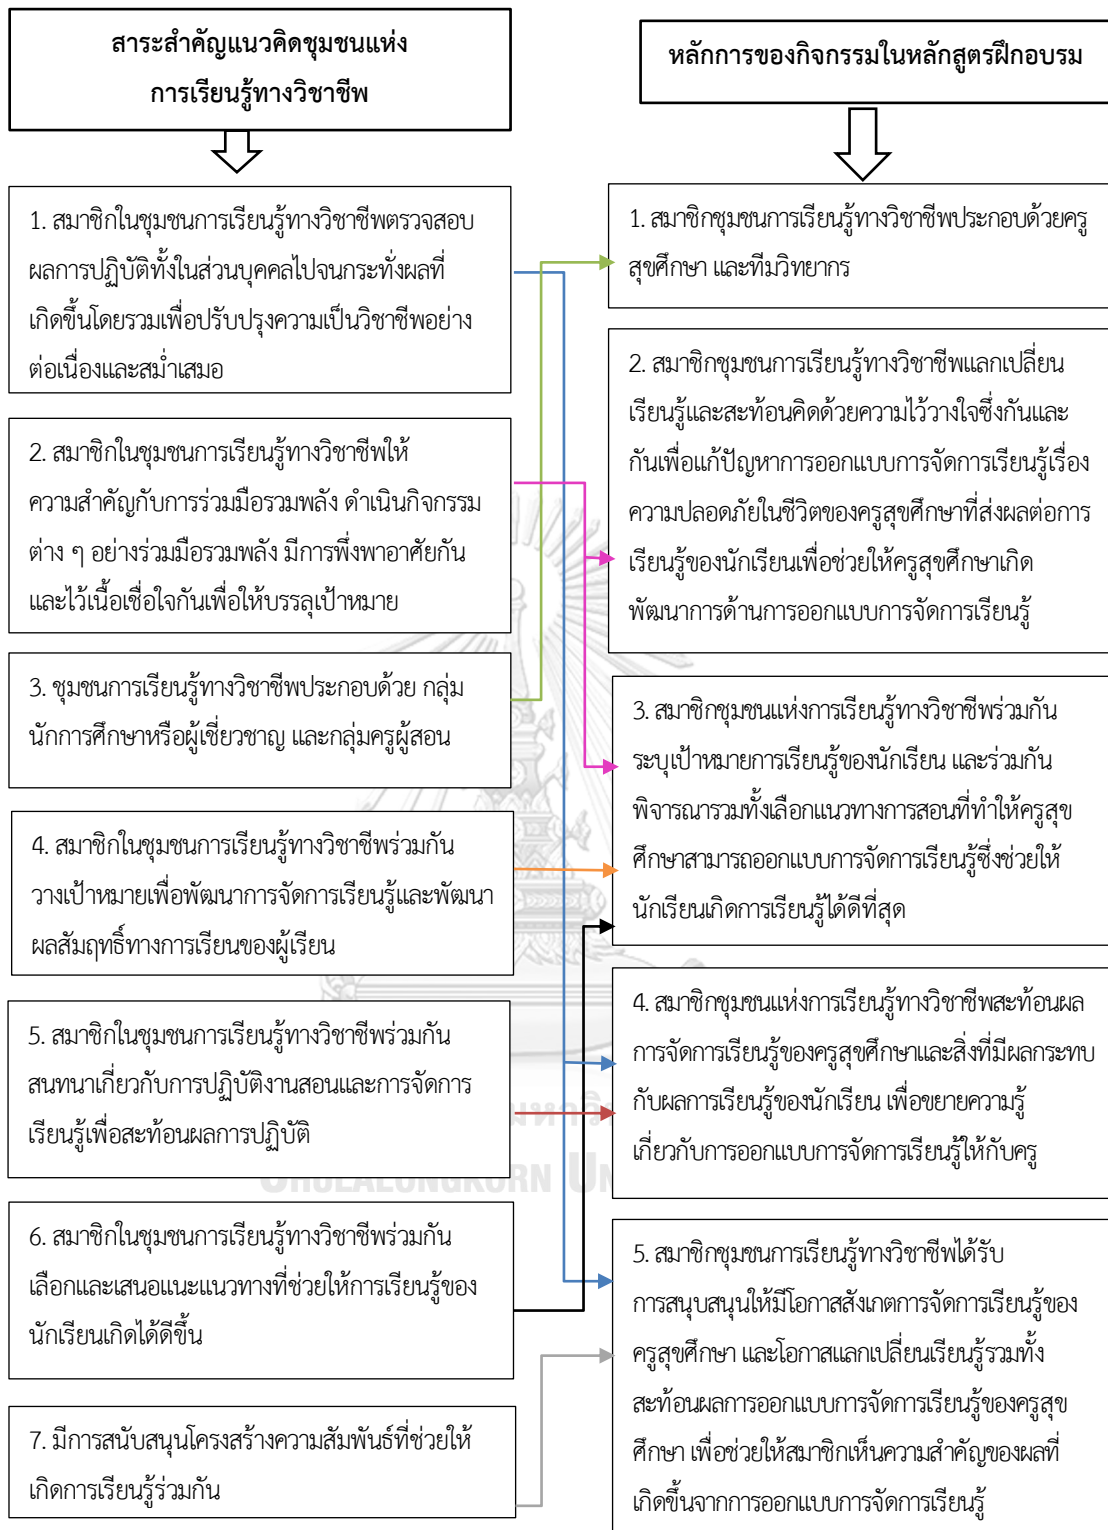 สาระสำคัญแนวคิดชุมชนแห่ง
การเรียนรู้ทางวิชาชีพ
1. สมาชิกในชุมชนการเรียนรู้ทางวิชาชีพตรวจสอบ
ผลการปฏิบัติทั้งในส่วนบุคคลไปจนกระทั่งผลที่
เกิดขึ้นโดยรวมเพื่อปรับปรุงความเป็นวิชาชีพอย่าง
ต่อเนื่องและสม่ำเสมอ
2. สมาชิกในชุมชนการเรียนรู้ทางวิชาชีพให้
ความสำคัญกับการร่วมมือรวมพลัง ดำเนินกิจกรรม
ต่าง ๆ อย่างร่วมมือรวมพลัง มีการพึ่งพาอาศัยกัน
และไว้เนื้อเชื่อใจกันเพื่อให้บรรลุเป้าหมาย
3. ชุมชนการเรียนรู้ทางวิชาชีพประกอบด้วย กลุ่ม
นักการศึกษาหรือผู้เชี่ยวชาญ และกลุ่มครูผู้สอน
4. สมาชิกในชุมชนการเรียนรู้ทางวิชาชีพร่วมกัน
วางเป้าหมายเพื่อพัฒนาการจัดการเรียนรู้และพัฒนา
ผลสัมฤทธิ์ทางการเรียนของผู้เรียน
5. สมาชิกในชุมชนการเรียนรู้ทางวิชาชีพร่วมกัน
สนทนาเกี่ยวกับการปฏิบัติงานสอนและการจัดการ
เรียนรู้เพื่อสะท้อนผลการปฏิบัติ
6. สมาชิกในชุมชนการเรียนรู้ทางวิชาชีพร่วมกัน
เลือกและเสนอแนะแนวทางที่ช่วยให้การเรียนรู้ของ
นักเรียนเกิดได้ดีขึ้น
7. มีการสนับสนุนโครงสร้างความสัมพันธ์ที่ช่วยให้
เกิดการเรียนรู้ร่วมกัน
หลักการของกิจกรรมในหลักสูตรฝึกอบรม
1. สมาชิกชุมชนการเรียนรู้ทางวิชาชีพประกอบด้วยครู
สุขศึกษา และทีมวิทยากร
2. สมาชิกชุมชนการเรียนรู้ทางวิชาชีพแลกเปลี่ยน
เรียนรู้และสะท้อนคิดด้วยความไว้วางใจซึ่งกันและ
กันเพื่อแก้ปัญหาการออกแบบการจัดการเรียนรู้เรื่อง
ความปลอดภัยในชีวิตของครูสุขศึกษาที่ส่งผลต่อการ
เรียนรู้ของนักเรียนเพื่อช่วยให้ครูสุขศึกษาเกิด
พัฒนาการด้านการออกแบบการจัดการเรียนรู้
3. สมาชิกชุมชนแห่งการเรียนรู้ทางวิชาชีพร่วมกัน
ระบุเป้าหมายการเรียนรู้ของนักเรียน และร่วมกัน
พิจารณารวมทั้งเลือกแนวทางการสอนที่ทำให้ครูสุข
ศึกษาสามารถออกแบบการจัดการเรียนรู้ซึ่งช่วยให้
นักเรียนเกิดการเรียนรู้ได้ดีที่สุด
4. สมาชิกชุมชนแห่งการเรียนรู้ทางวิชาชีพสะท้อนผล
การจัดการเรียนรู้ของครูสุขศึกษาและสิ่งที่มีผลกระทบ
กับผลการเรียนรู้ของนักเรียน เพื่อขยายความรู้
เกี่ยวกับการออกแบบการจัดการเรียนรู้ให้กับครู
5. สมาชิกชุมชนการเรียนรู้ทางวิชาชีพได้รับ
การสนุบสนุนให้มีโอกาสสังเกตการจัดการเรียนรู้ของ
ครูสุขศึกษา และโอกาสแลกเปลี่ยนเรียนรู้รวมทั้ง
สะท้อนผลการออกแบบการจัดการเรียนรู้ของครูสุข
ศึกษา เพื่อช่วยให้สมาชิกเห็นความสำคัญของผลที่
เกิดขึ้นจากการออกแบบการจัดการเรียนรู้